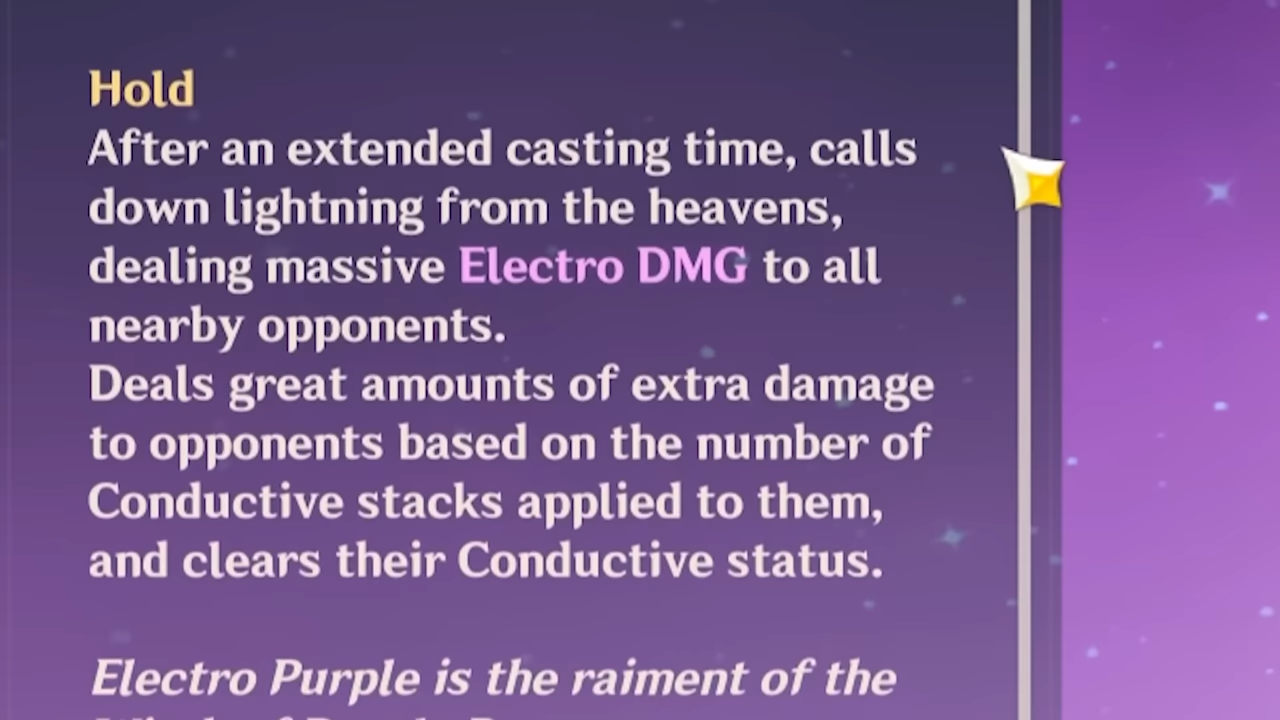 Hold
After an extended casting time, calls
down lightning from the heavens,
dealing massive Electro DMG to all
nearby opponents.
Deals great amounts of extra damage
to opponents based on the number of
Conductive stacks applied to them,
and clears their Conductive status.
Electro Purple is the raiment of the